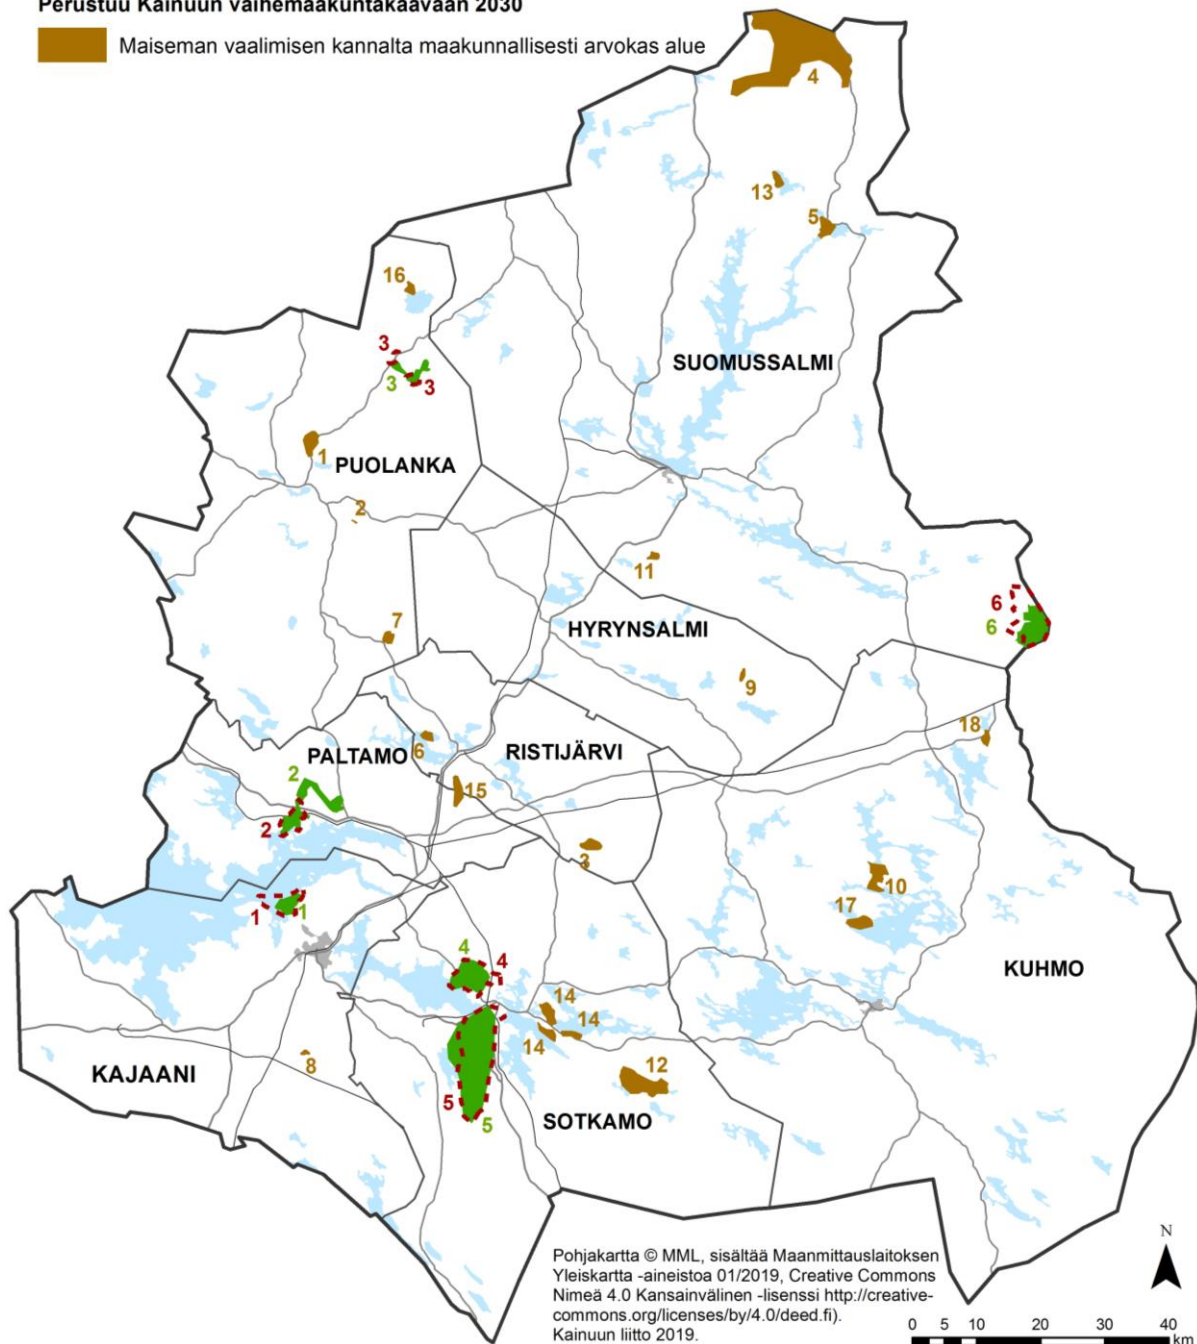 Perustuu Kainuun vaihemaakuntakaavaan 2030
Maiseman vaalimisen kannalta maakunnallisesti arvokas alue
4
13
5
16
SUOMUSSALMI
3
3
3
1
PUOLANKA
2
11
6
6
HYRYNSALMI
7
9
18
PALTAMO
6
RISTIJÄRVI
2
15
2
3
10
17
1
1
KUHMO
4
4
14
14
14
8
12
KAJAANI
5
5
SOTKAMO
Pohjakartta © MML, sisältää Maanmittauslaitoksen
Yleiskartta -aineistoa 01/2019, Creative Commons
Nimeä 4.0 Kansainvälinen -lisenssi http://creative-
commons.org/licenses/by/4.0/deed.fi).
Kainuun liitto 2019.
N
0 5 10 20 30 40
km